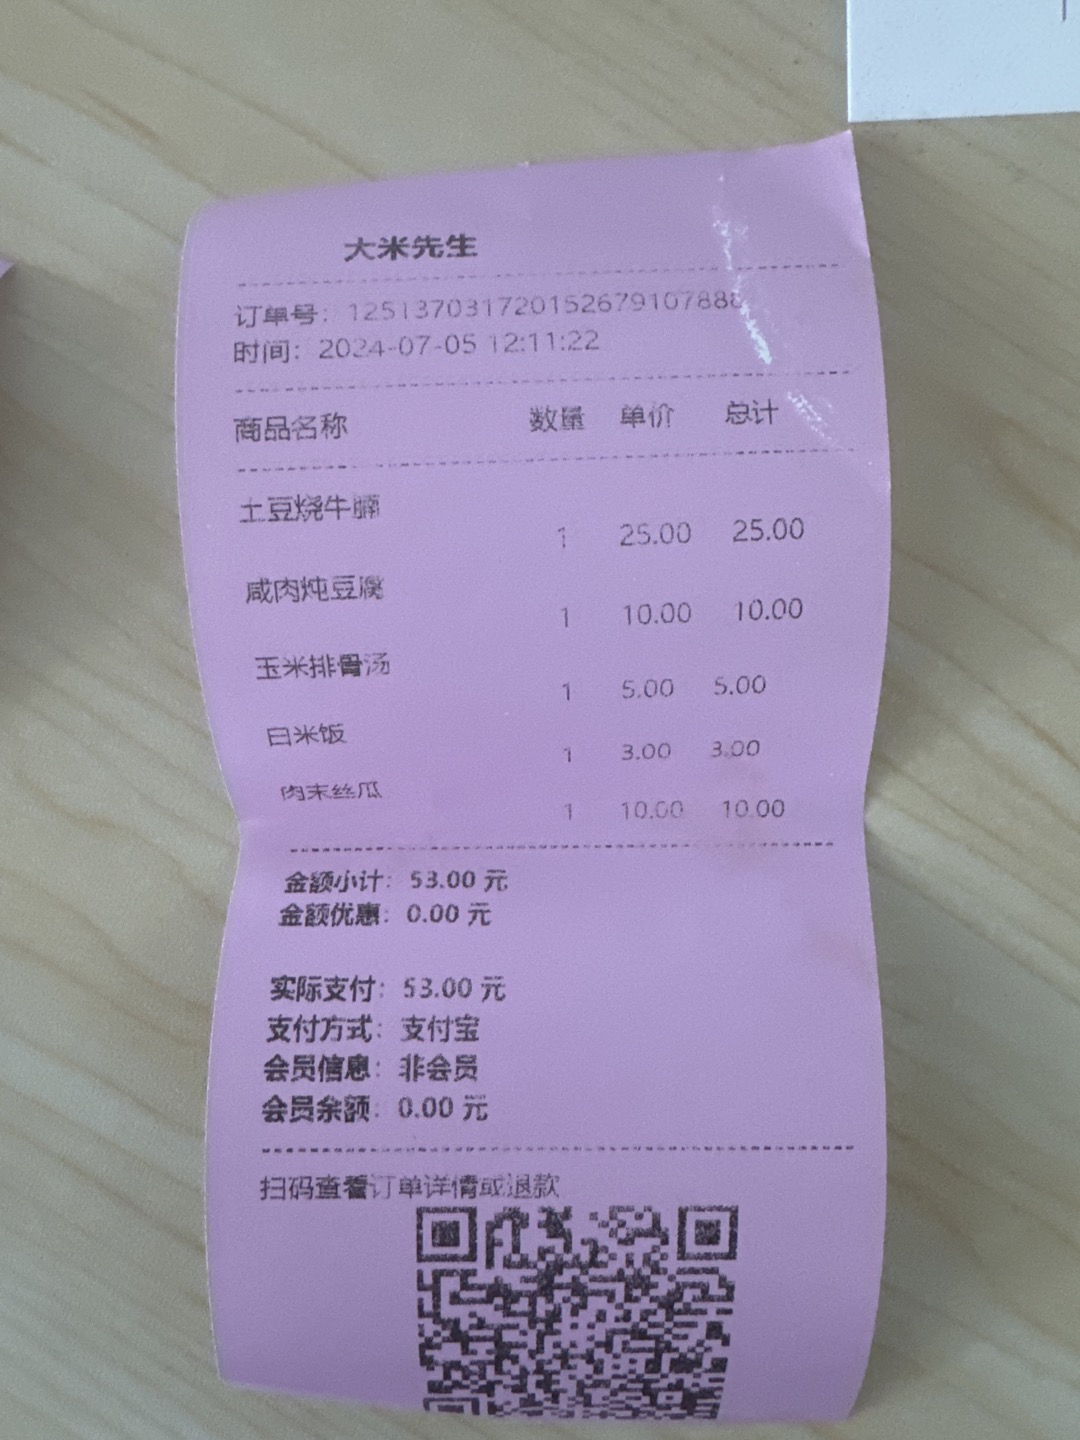 大米先生
订单号：1251370317201526791078888
时间：2024-07-05 12:11:22
商品名称 数量 单价 总计
土豆烧牛腩
1 25.00 25.00
咸肉炖豆腐
1 10.00 10.00
玉米排骨汤
1 5.00 5.00
白米饭
1 3.00 3.00
肉末丝瓜
1 10.00 10.00
金额小计：53.00 元
金额优惠：0.00 元
实际支付：53.00 元
支付方式：支付宝
会员信息：非会员
会员余额：0.00 元
扫码查看订单详情或退款